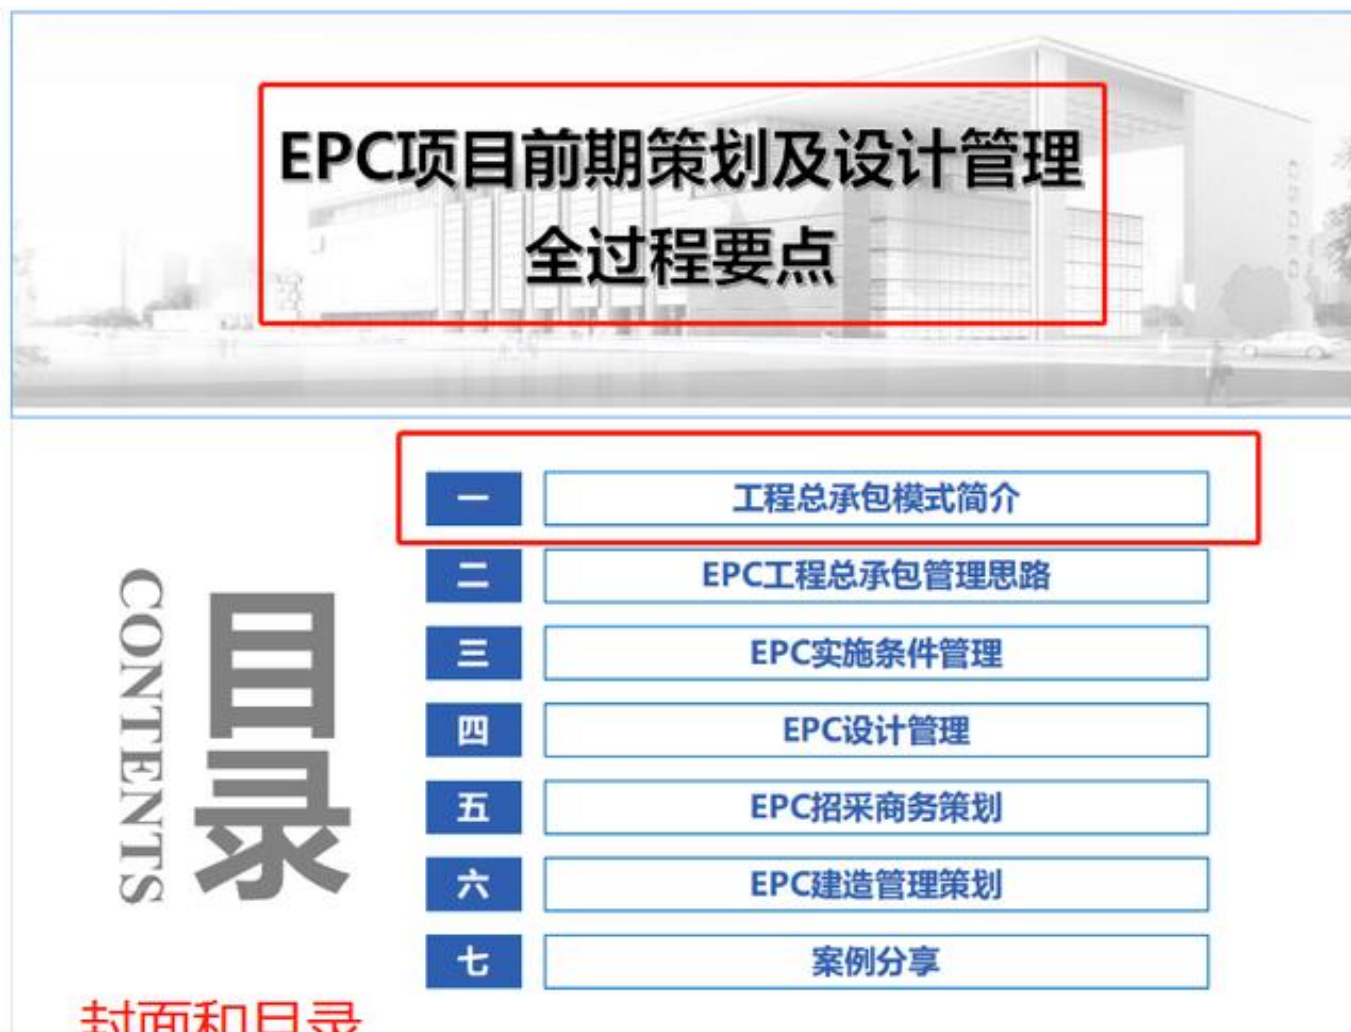 EPC项目前期策划及设计管理
全过程要点
CSCEC
目录
CONTENTS
一 工程总承包模式简介
二 EPC工程总承包管理思路
三 EPC实施条件管理
四 EPC设计管理
五 EPC招采商务策划
六 EPC建造管理策划
七 案例分享
封面和目录